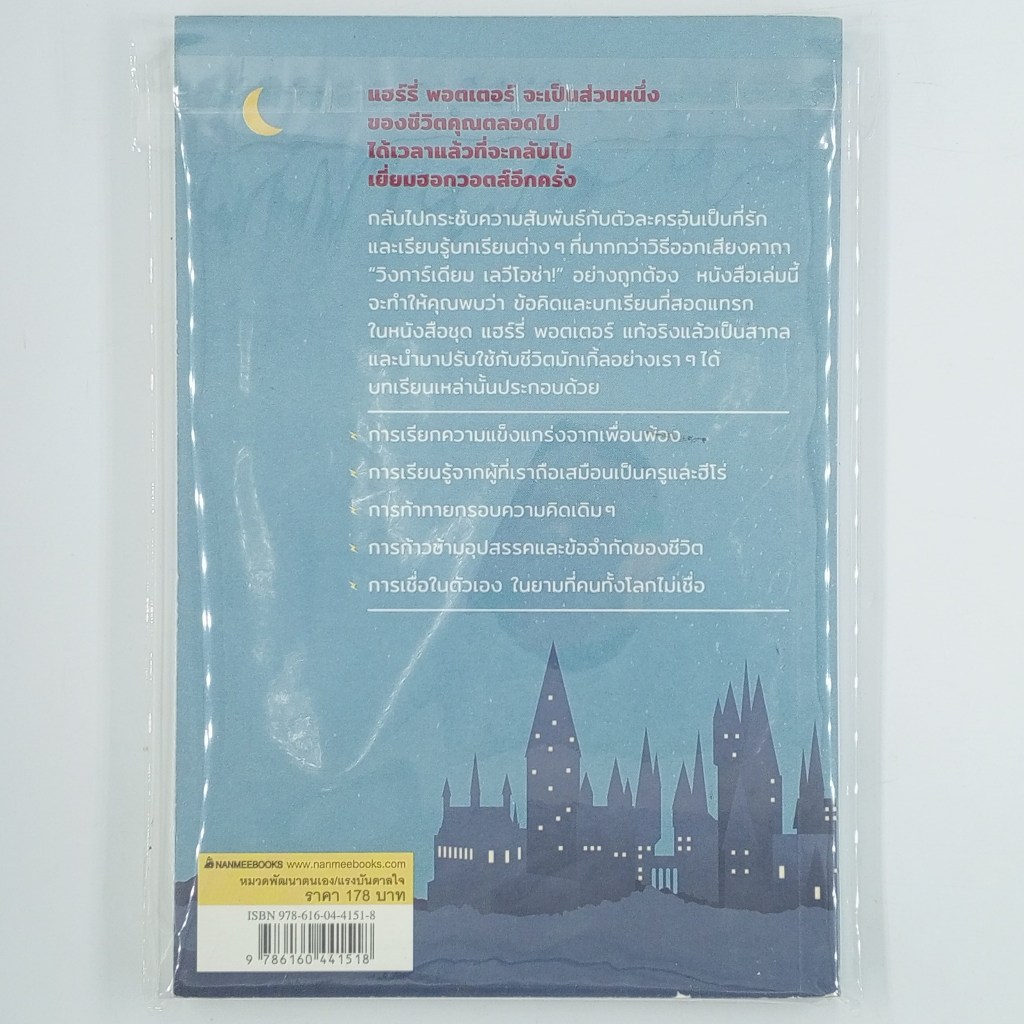 แฮร์รี่ พอตเตอร์ จะเป็นส่วนหนึ่ง
ของชีวิตคุณตลอดไป
ได้เวลาแล้วที่จะกลับไป
เยี่ยมฮอกวอตส์อีกครั้ง
กลับไปกระชับความสัมพันธ์กับตัวละครอันเป็นที่รัก
และเรียนรู้บทเรียนต่าง ๆ ที่มากกว่าวิธีออกเสียงคาถา
“วิงการ์เดียม เลวีโอซ่า!” อย่างถูกต้อง หนังสือเล่มนี้
จะทำให้คุณพบว่า ข้อคิดและบทเรียนที่สอดแทรก
ในหนังสือชุด แฮร์รี่ พอตเตอร์ แท้จริงแล้วเป็นสากล
และนำมาปรับใช้กับชีวิตมักเกิ้ลอย่างเรา ๆ ได้
บทเรียนเหล่านั้นประกอบด้วย
การเรียกความแข็งแกร่งจากเพื่อนพ้อง
การเรียนรู้จากผู้ที่เราถือเสมือนเป็นครูและฮีโร่
การท้าทายกรอบความคิดเดิม ๆ
การก้าวข้ามอุปสรรคและข้อจำกัดของชีวิต
การเชื่อในตัวเอง ในยามที่คนทั้งโลกไม่เชื่อ
NANMEEBOOKS www.nanmeebooks.com
หมวดพัฒนาตนเอง/แรงบันดาลใจ
ราคา 178 บาท
ISBN 978-616-04-4151-8
9 786160 441518